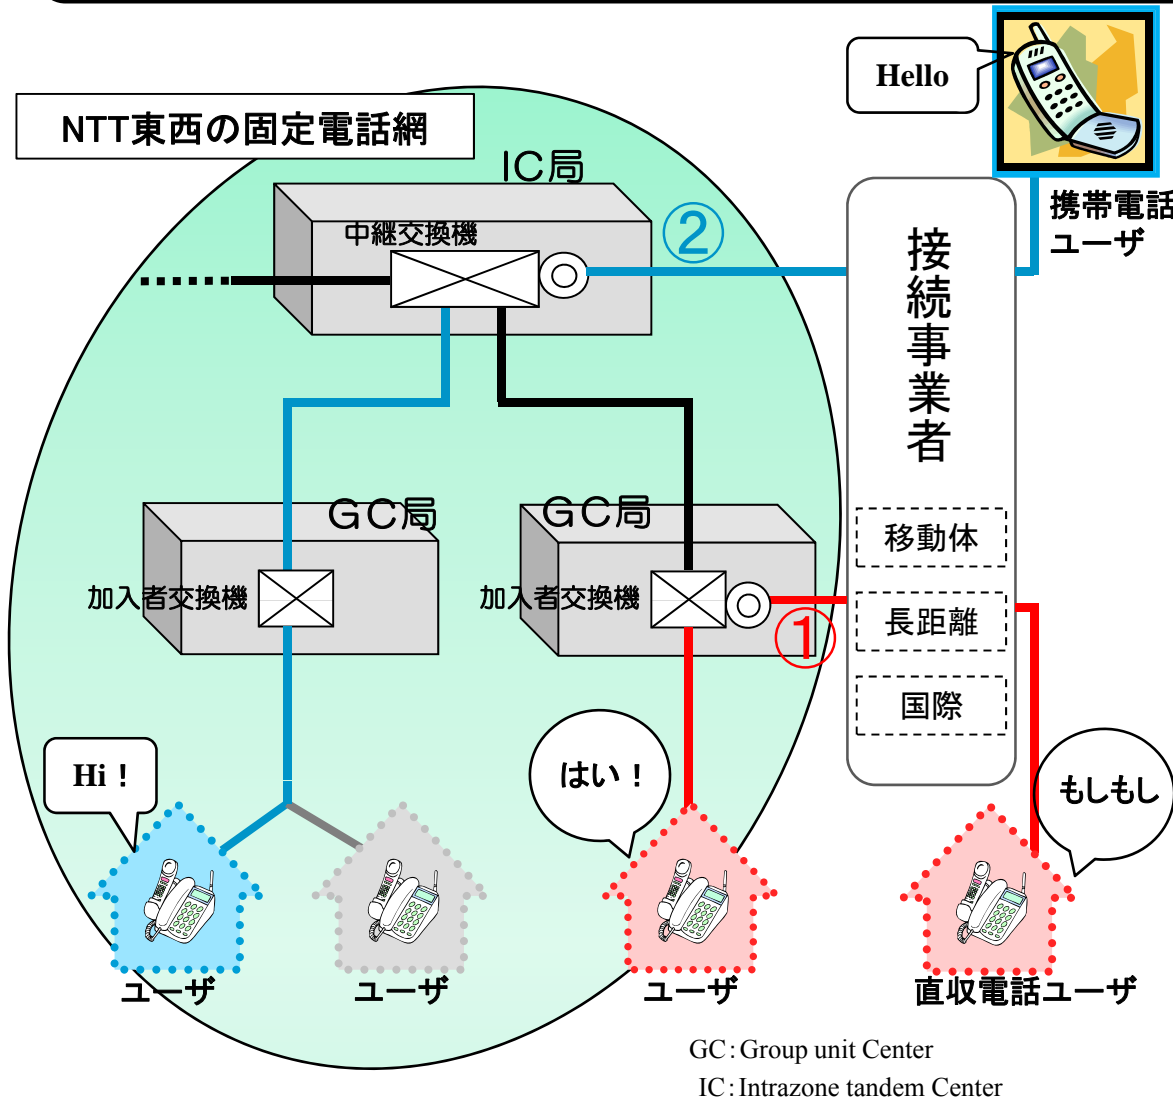 Hello
NTT東西の固定電話網
IC局
携帯電話
ユーザ
中継交換機
②
接続事業者
GC局
GC局
移動体
加入者交換機
加入者交換機
①
長距離
国際
Hi！
はい！
もしもし
ユーザ
ユーザ
ユーザ
直収電話ユーザ
GC：Group unit Center
IC：Intrazone tandem Center